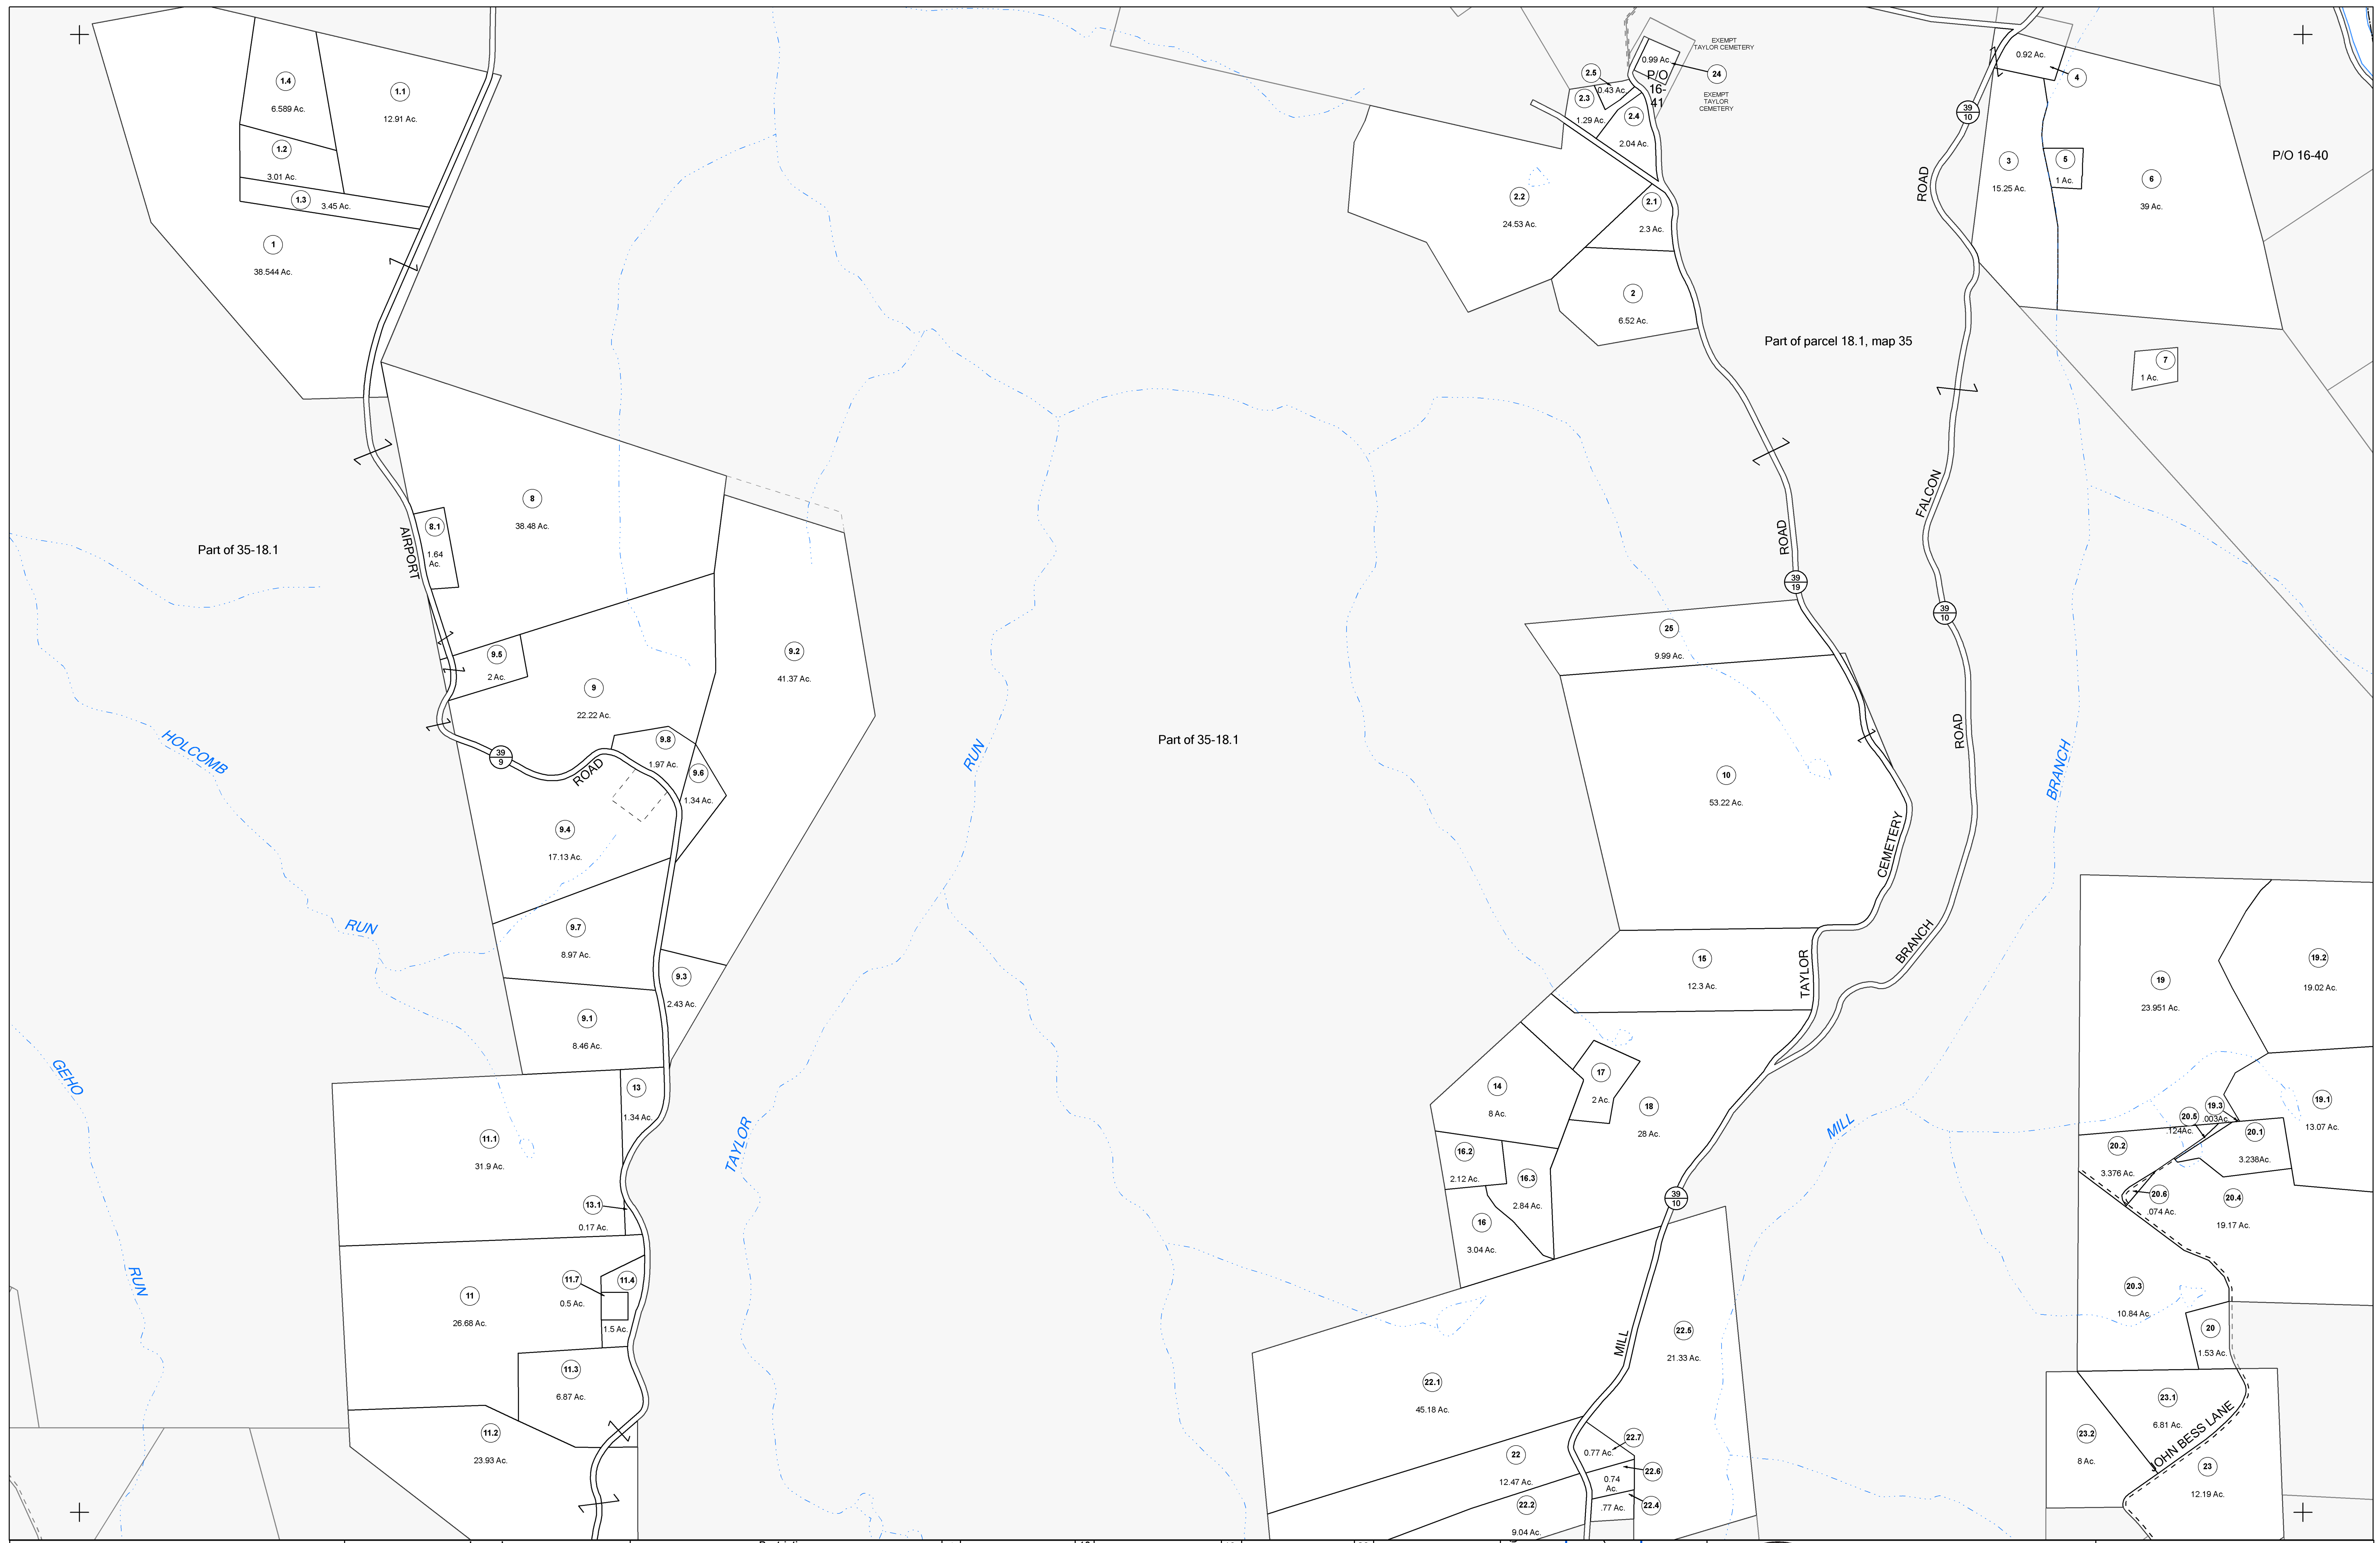 1.4
6.589 Ac.
1.1
12.91 Ac.
1.2
3.01 Ac.
1.3
3.45 Ac.
1
38.544 Ac.
EXEMPT
TAYLOR CEMETERY
0.99 Ac.
24
P/O
16-
41
EXEMPT
TAYLOR
CEMETERY
2.5
0.43 Ac.
2.3
1.29 Ac.
2.4
2.04 Ac.
2.2
24.53 Ac.
2.1
2.3 Ac.
2
6.52 Ac.
0.92 Ac.
4
39
10
ROAD
3
15.25 Ac.
5
1 Ac.
6
39 Ac.
P/O 16-40
Part of parcel 18.1, map 35
7
1 Ac.
8
38.48 Ac.
8.1
1.64
Ac.
AIRPORT
Part of 35-18.1
FALCON
ROAD
39
19
39
10
25
9.99 Ac.
9.5
2 Ac.
9
22.22 Ac.
9.2
41.37 Ac.
9.8
1.97 Ac.
9.6
1.34 Ac.
39
9
ROAD
HOLCOMB
RUN
Part of 35-18.1
10
53.22 Ac.
ROAD
BRANCH
9.4
17.13 Ac.
CEMETERY
9.7
8.97 Ac.
RUN
9.3
2.43 Ac.
9.1
8.46 Ac.
15
12.3 Ac.
TAYLOR
BRANCH
19
23.951 Ac.
19.2
19.02 Ac.
GEHO
13
1.34 Ac.
11.1
31.9 Ac.
TAYLOR
14
8 Ac.
17
2 Ac.
18
28 Ac.
MILL
19.3
.003Ac.
20.5
.124Ac.
19.1
13.07 Ac.
20.1
3.238Ac.
20.2
3.376 Ac.
16.2
2.12 Ac.
16.3
2.84 Ac.
39
10
20.6
.074 Ac.
20.4
19.17 Ac.
13.1
0.17 Ac.
16
3.04 Ac.
RUN
11.7
0.5 Ac.
11.4
1.5 Ac.
11
26.68 Ac.
20.3
10.84 Ac.
20
1.53 Ac.
MILL
22.5
21.33 Ac.
11.3
6.87 Ac.
22.1
45.18 Ac.
23.1
6.81 Ac.
JOHN BESS LANE
11.2
23.93 Ac.
23.2
8 Ac.
22.7
0.77 Ac.
22
12.47 Ac.
22.6
0.74
Ac.
22.4
.77 Ac.
22.2
9.04 Ac.
23
12.19 Ac.